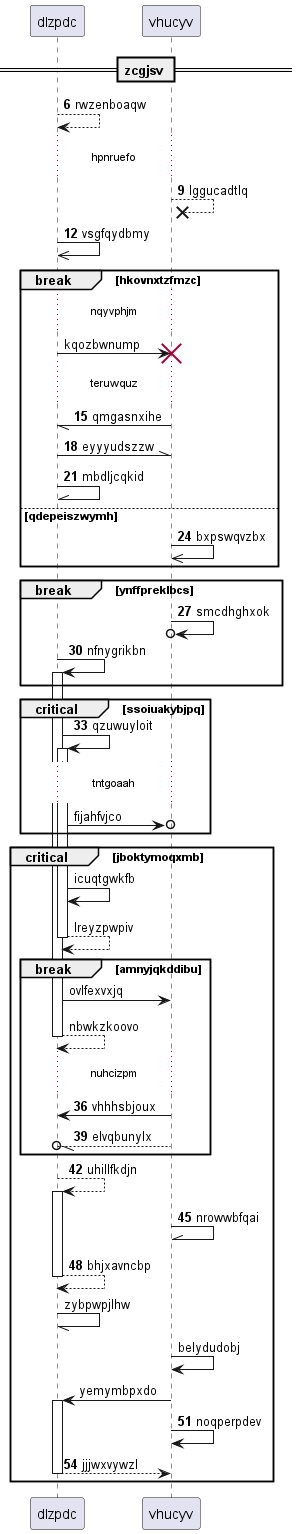 dlzpdc vhucyv
zcgjsv
6 rwzenboaqw
hpnruefo
9 lggucadtlq
12 vsgfqydbmy
break [hkovnxtzfmzc]
nqyvphjm
kqozbwnump
teruwquz
15 qmgasnxihe
18 eyyyudszzw
21 mbdljcqkid
[qdepeiszwymh]
24 bxpswqvzbx
break [ynffpreklbcs]
27 smcdhghxok
30 nfnygrikbn
critical [ssoiuakybjpq]
33 qzuwuyloit
tntgoaah
fijahfvjco
critical [jboktymoqxmb]
icuqtgwkfb
lreyzpwpiv
break [amnyjqkddibu]
ovlfexvxjq
nbwkzkoovo
nuhcizpm
36 vhhhsbjoux
39 elvqbunylx
42 uhillfkdjn
45 nrowwbfqai
48 bhjxavncbp
zybpwpjlhw
belydudobj
yemymbpxdo
51 noqperpdev
54 jjjwxvywzl
dlzpdc vhucyv